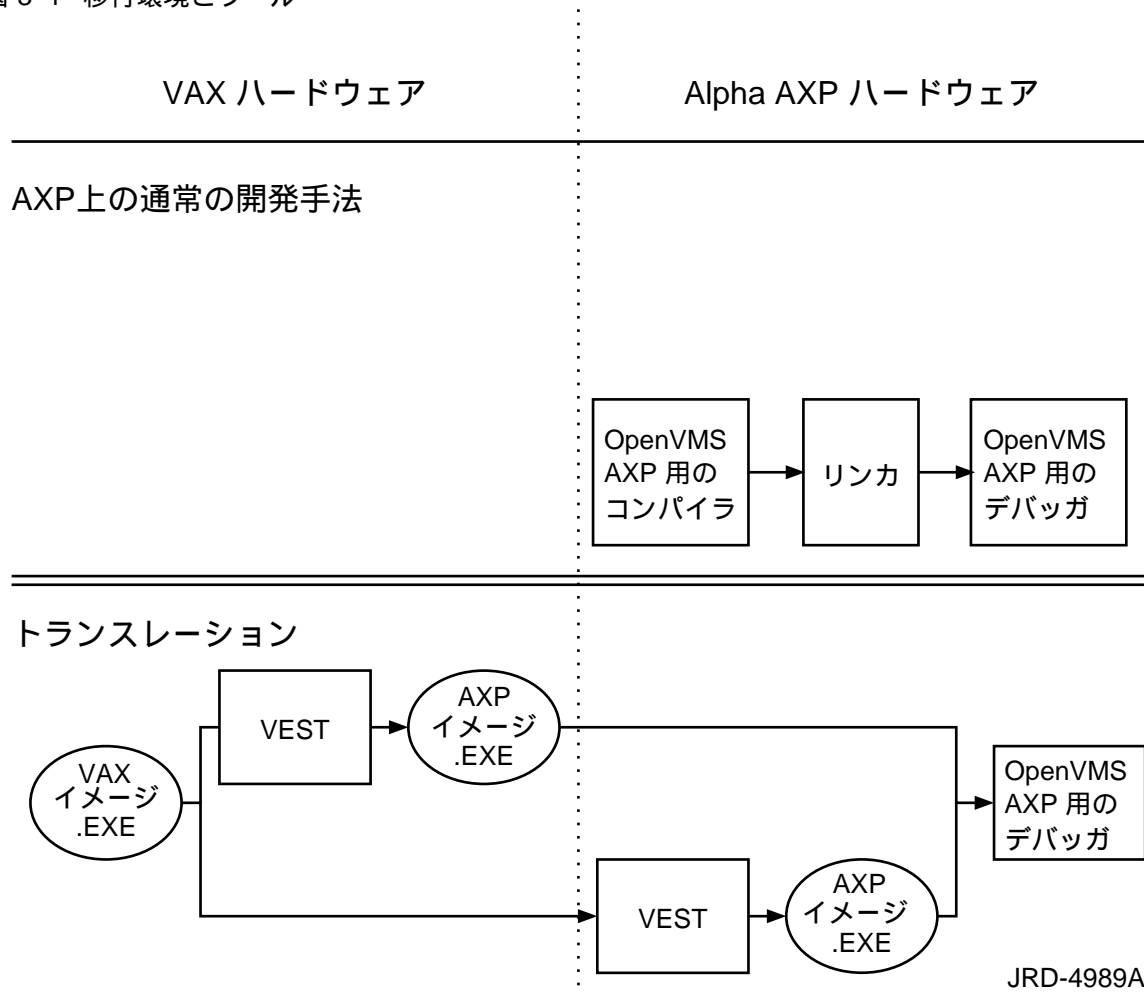 移行環境とツール
VAX ハードウェア
Alpha AXP ハードウェア
AXP上の通常の開発手法
OpenVMS
AXP 用の
コンパイラ
リンカ
OpenVMS
AXP 用の
デバッガ
トランスレーション
VEST
AXP
イメージ
.EXE
VAX
イメージ
.EXE
OpenVMS
AXP 用の
デバッガ
VEST
AXP
イメージ
.EXE
JRD-4989A